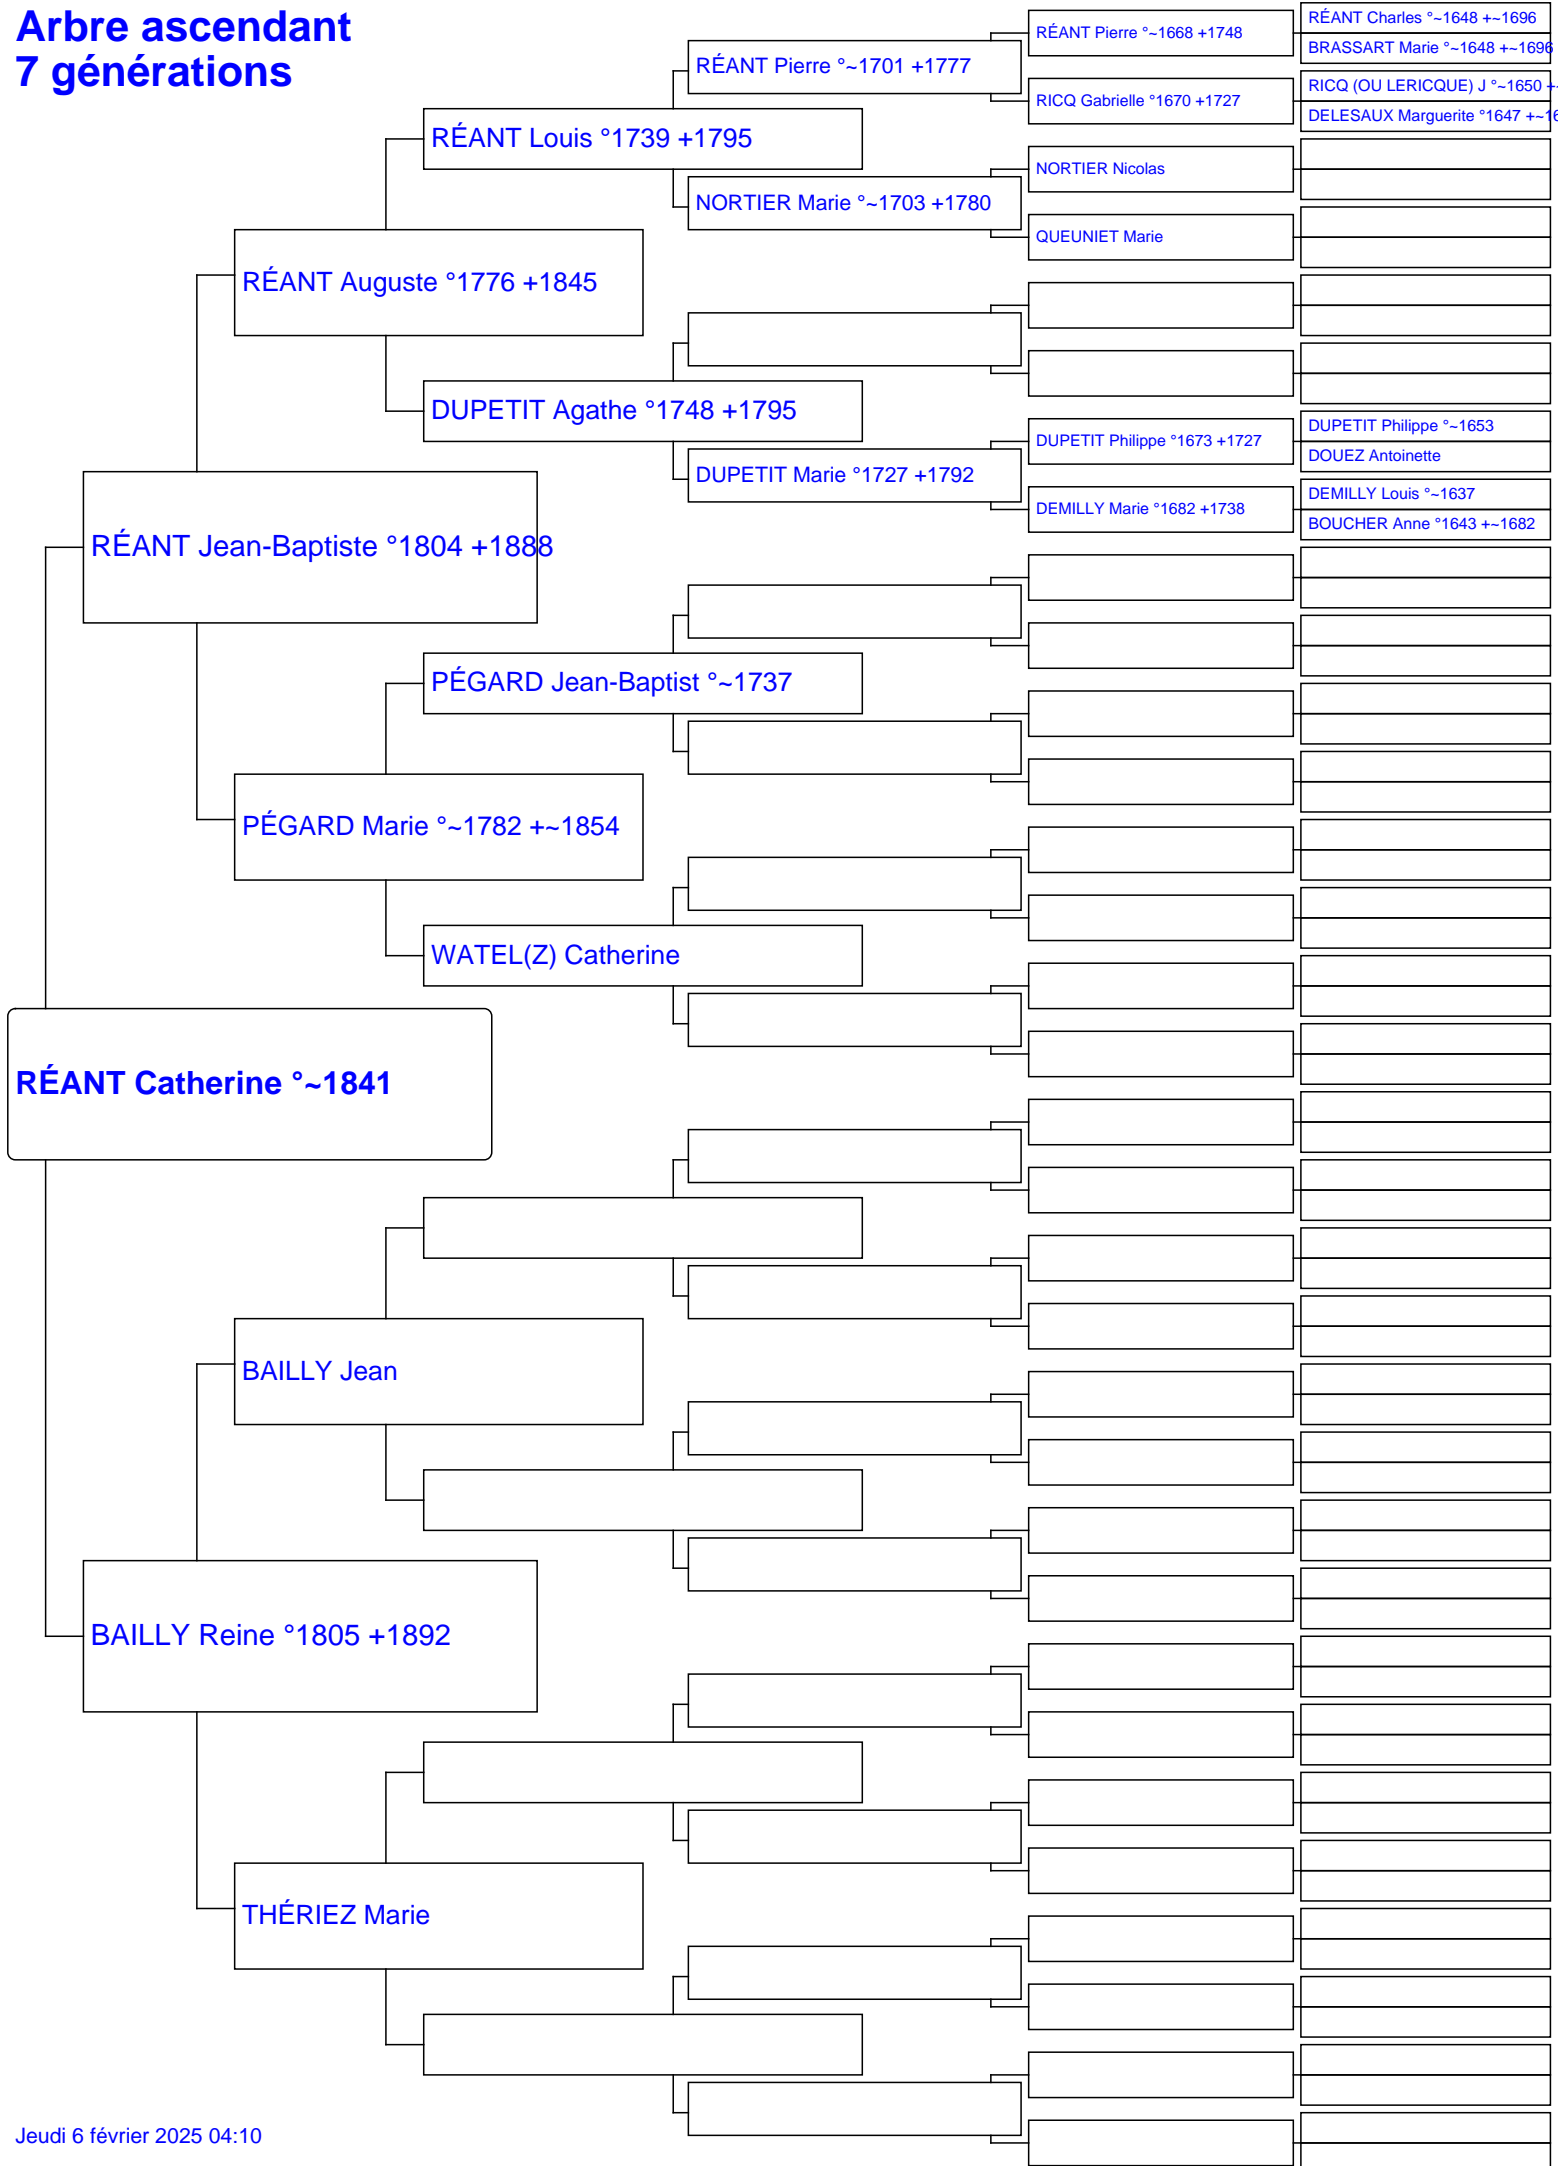 Arbre ascendant
7 générations
RÉANT Charles °~1648 +~1696
BRASSART Marie °~1648 +~1696
RÉANT Pierre °~1668 +1748
RÉANT Pierre °~1701 +1777
RICQ (OU LERICQUE) J °~1650 +
RICQ Gabrielle °1670 +1727
DELESAUX Marguerite °1647 +~16
RÉANT Louis °1739 +1795
NORTIER Nicolas
NORTIER Marie °~1703 +1780
QUEUNIET Marie
RÉANT Auguste °1776 +1845
DUPETIT Agathe °1748 +1795
DUPETIT Philippe °~1653
DUPETIT Philippe °1673 +1727
DOUEZ Antoinette
DUPETIT Marie °1727 +1792
DEMILLY Louis °~1637
DEMILLY Marie °1682 +1738
BOUCHER Anne °1643 +~1682
RÉANT Jean-Baptiste °1804 +1888
PÉGARD Jean-Baptist °~1737
PÉGARD Marie °~1782 +~1854
WATEL(Z) Catherine
RÉANT Catherine °~1841
BAILLY Jean
BAILLY Reine °1805 +1892
THÉRIEZ Marie
Jeudi 6 février 2025 04:10